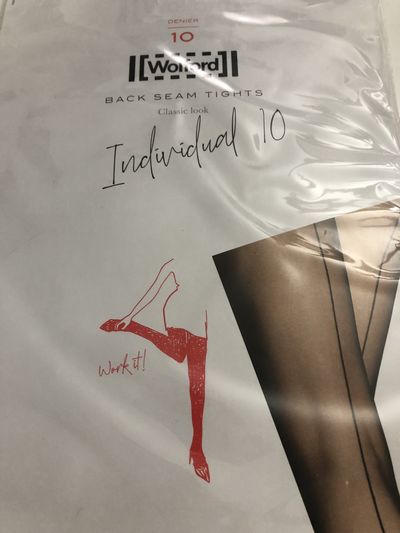 DENIER
10
Wolford
BACK SEAM TIGHTS
Classic look
Individual 10
Work it!